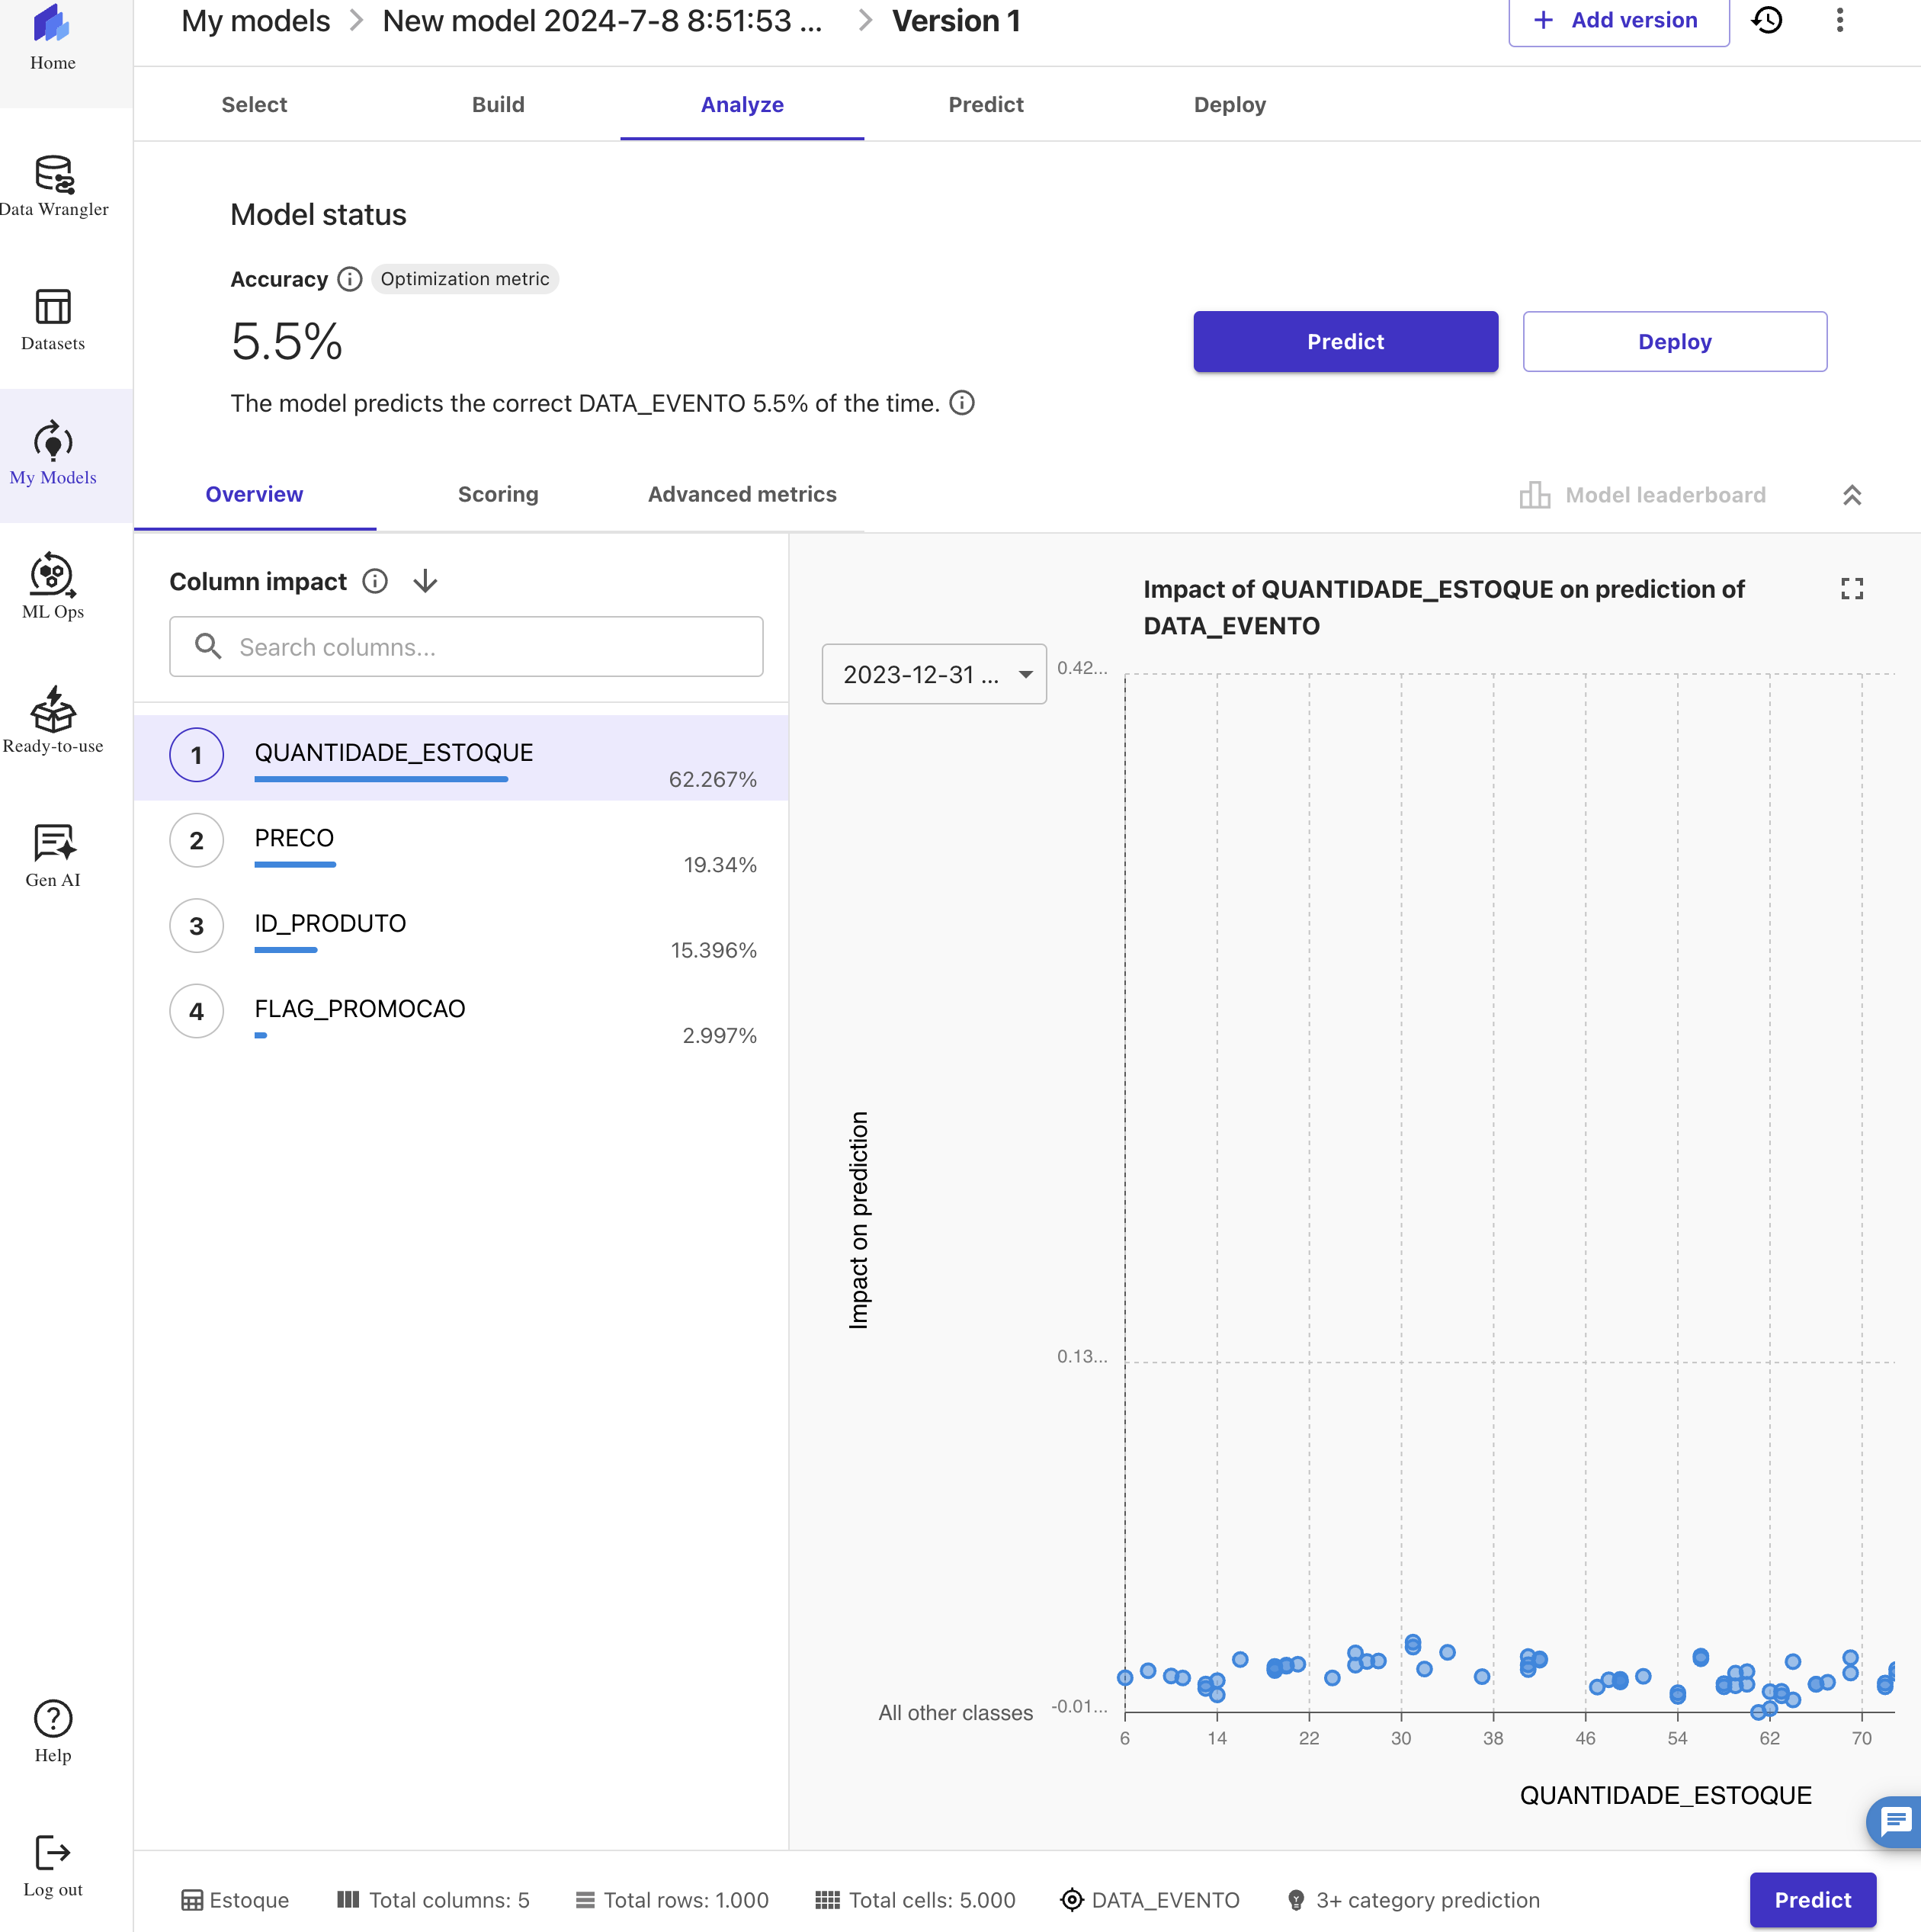 My models > New model 2024-7-8 8:51:53 ... > Version 1
+ Add version
Home
Data Wrangler
Datasets
My Models
ML Ops
Ready-to-use
Gen AI
Help
Log out
Select
Build
Analyze
Predict
Deploy
Model status
Accuracy
Optimization metric
5.5%
The model predicts the correct DATA_EVENTO 5.5% of the time.
Predict
Deploy
Overview
Scoring
Advanced metrics
Model leaderboard
Column impact
Search columns...
1
QUANTIDADE_ESTOQUE
62.267%
2
PRECO
19.34%
3
ID_PRODUTO
15.396%
4
FLAG_PROMOCAO
2.997%
Impact of QUANTIDADE_ESTOQUE on prediction of
DATA_EVENTO
2023-12-31 ...
0.42...
Impact on prediction
0.13...
All other classes
-0.01...
6
14
22
30
38
46
54
62
70
QUANTIDADE_ESTOQUE
Estoque
Total columns: 5
Total rows: 1.000
Total cells: 5.000
DATA_EVENTO
3+ category prediction
Predict